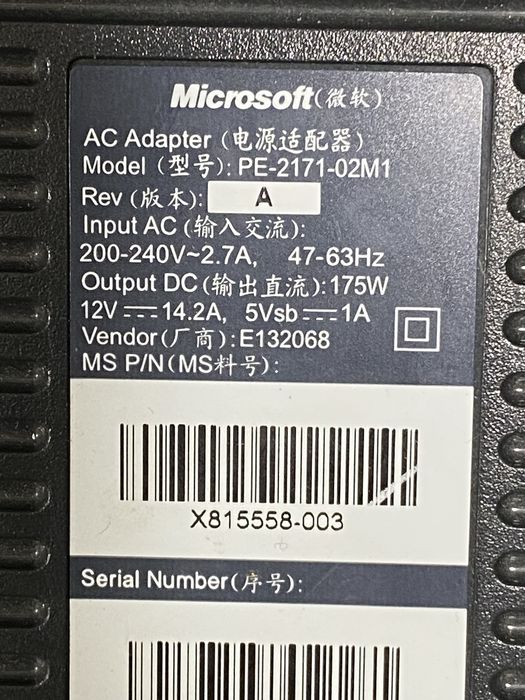 Microsoft(微软)
AC Adapter (电源适配器)
Model (型号): PE-2171-02M1
Rev (版本): A
Input AC (输入交流):
200-240V~2.7A, 47-63Hz
Output DC(输出直流):175W
12V⎓14.2A, 5Vsb⎓1A
Vendor(厂商):E132068
MS P/N(MS料号):
X815558-003
Serial Number(序号):